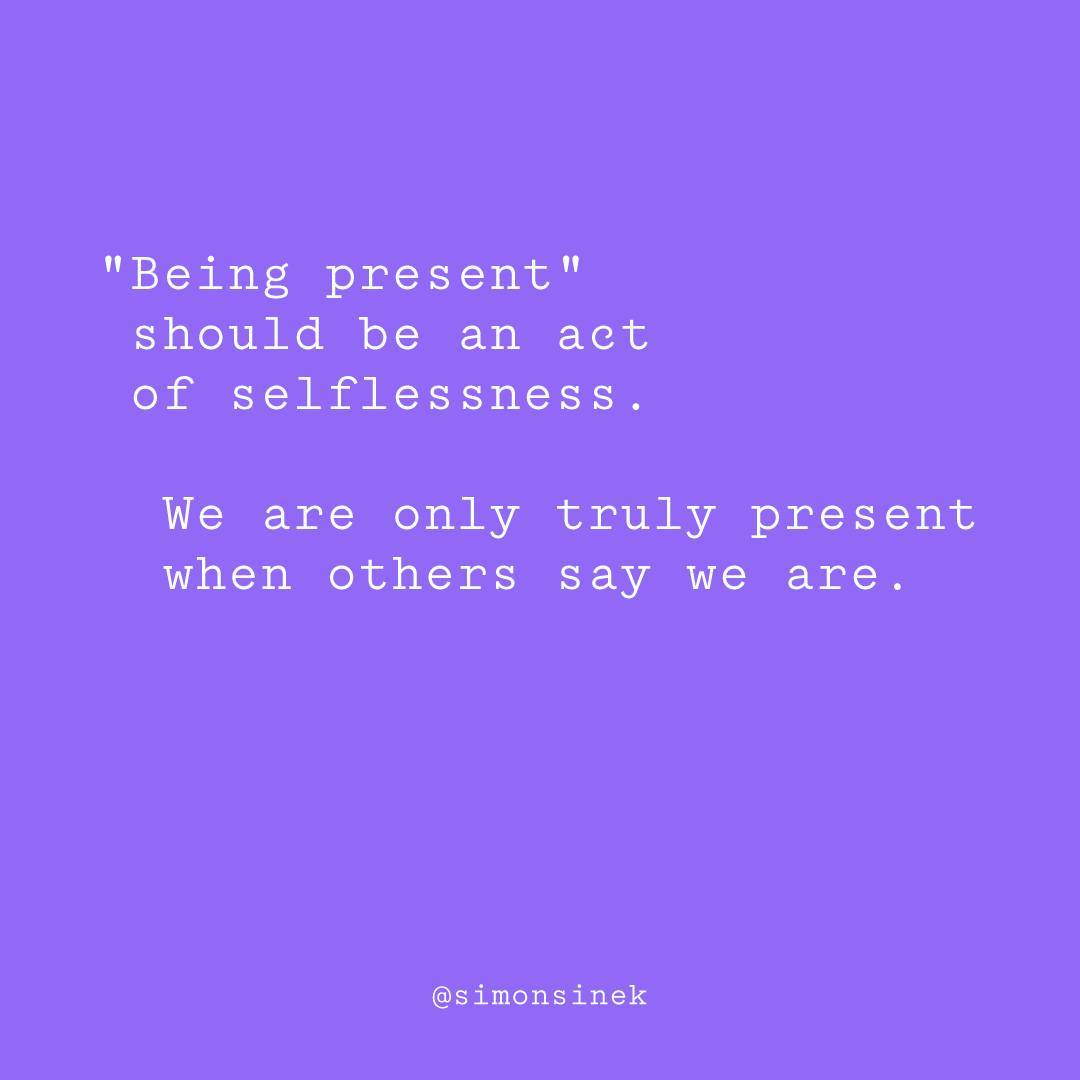 "Being present"
should be an act
of selflessness.
We are only truly present
when others say we are.
@simonsinek